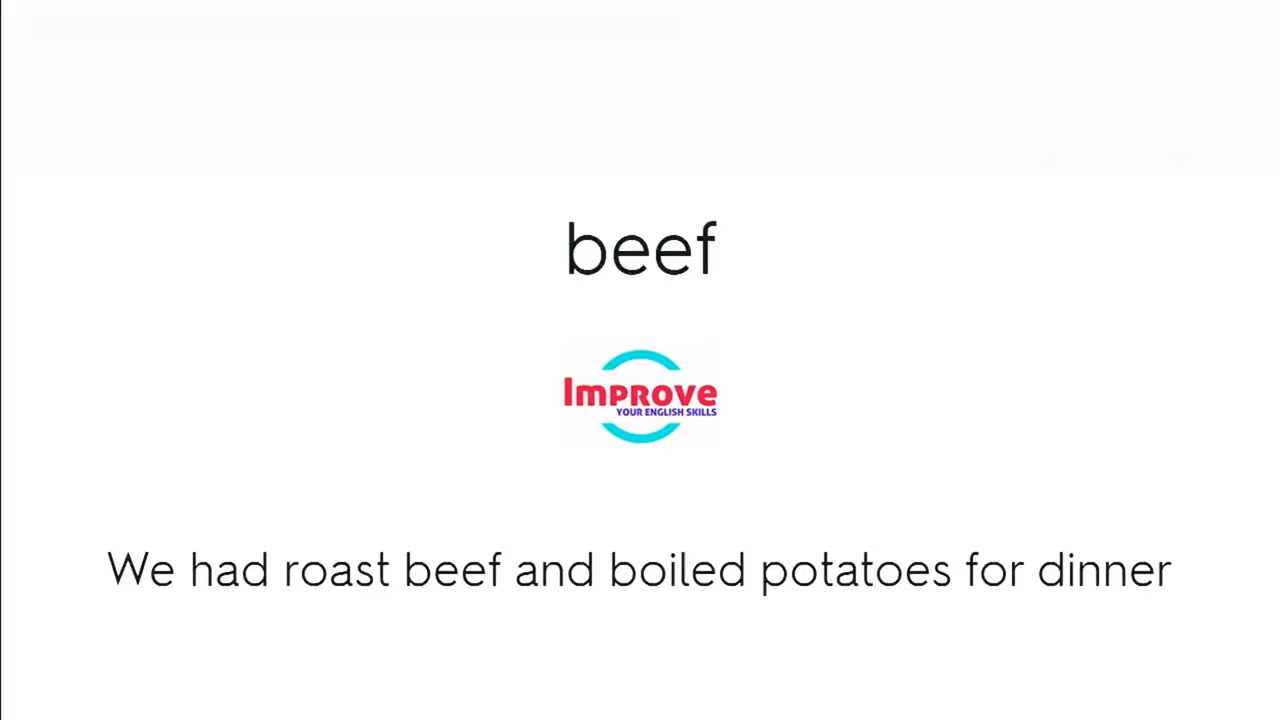 beef
Improve
YOUR ENGLISH SKILLS
We had roast beef and boiled potatoes for dinner